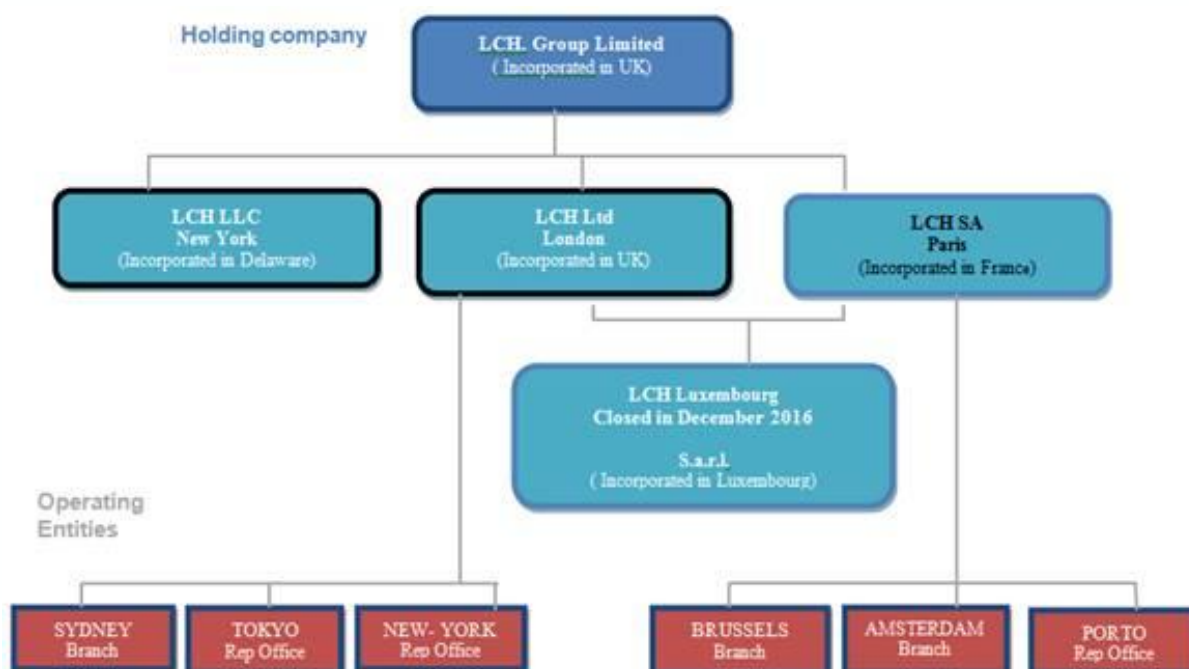 Holding company
LCH. Group Limited
( Incorporated in UK)
LCH LLC
New York
(Incorporated in Delaware)
LCH Ltd
London
(Incorporated in UK)
LCH SA
Paris
(Incorporated in France)
LCH Luxembourg
Closed in December 2016
S.a.r.l.
( Incorporated in Luxembourg)
Operating
Entities
SYDNEY
Branch
TOKYO
Rep Office
NEW- YORK
Rep Office
BRUSSELS
Branch
AMSTERDAM
Branch
PORTO
Rep Office